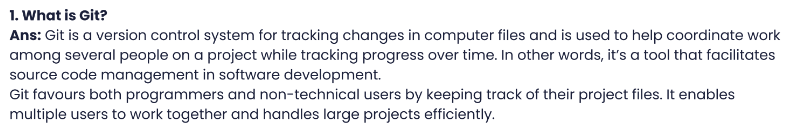 1. What is Git?
Ans: Git is a version control system for tracking changes in computer files and is used to help coordinate work
among several people on a project while tracking progress over time. In other words, it’s a tool that facilitates
source code management in software development.
Git favours both programmers and non-technical users by keeping track of their project files. It enables
multiple users to work together and handles large projects efficiently.